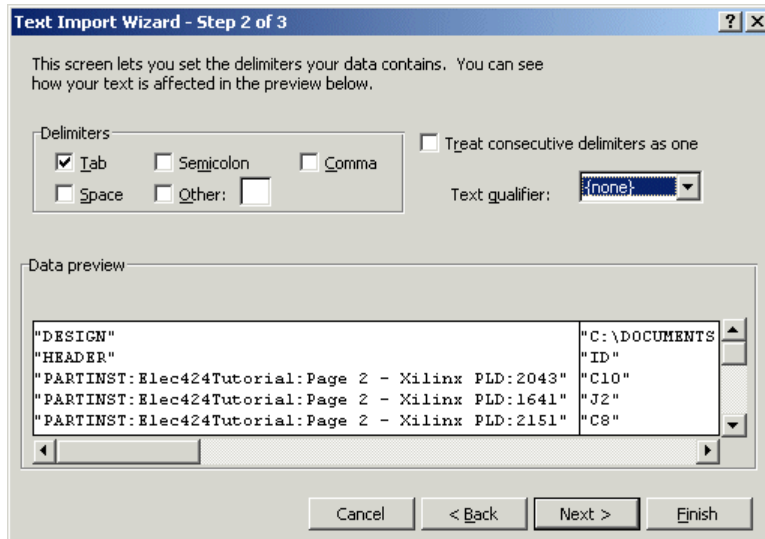 Text Import Wizard - Step 2 of 3
This screen lets you set the delimiters your data contains. You can see
how your text is affected in the preview below.
Delimiters
Tab
Semicolon
Comma
Space
Other:
Treat consecutive delimiters as one
Text qualifier:
{none}
Data preview
"DESIGN" "C:\DOCUMENTS
"HEADER" "ID"
"PARTINST:Elec424Tutorial:Page 2 - Xilinx PLD:2043" "C10"
"PARTINST:Elec424Tutorial:Page 2 - Xilinx PLD:1641" "J2"
"PARTINST:Elec424Tutorial:Page 2 - Xilinx PLD:2151" "C8"
Cancel
< Back
Next >
Finish